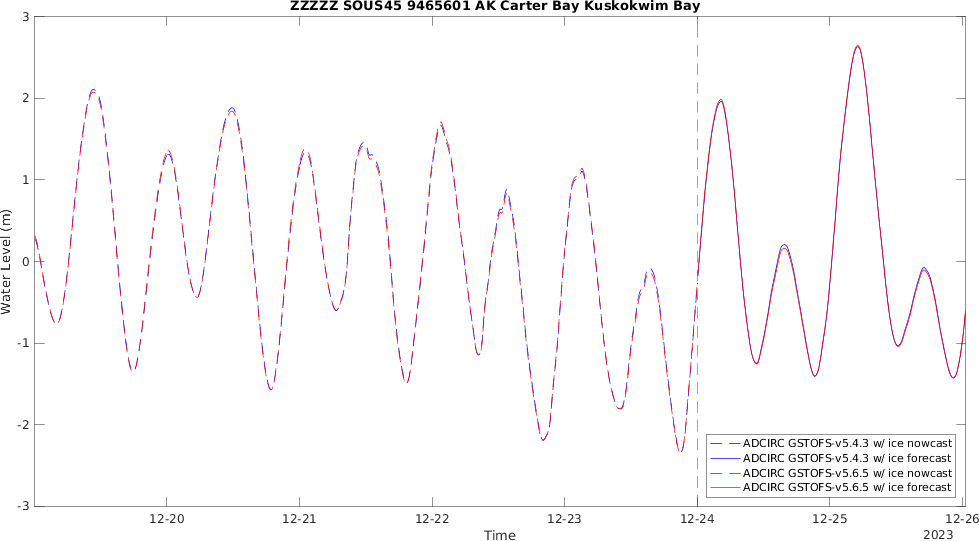 ZZZZZ SOUS45 9465601 AK Carter Bay Kuskokwim Bay
3
2
1
0
-1
-2
-3
Water Level (m)
12-20
12-21
12-22
12-23
12-24
12-25
12-26
Time
2023
ADCIRC GSTOFS-v5.4.3 w/ ice nowcast
ADCIRC GSTOFS-v5.4.3 w/ ice forecast
ADCIRC GSTOFS-v5.6.5 w/ ice nowcast
ADCIRC GSTOFS-v5.6.5 w/ ice forecast